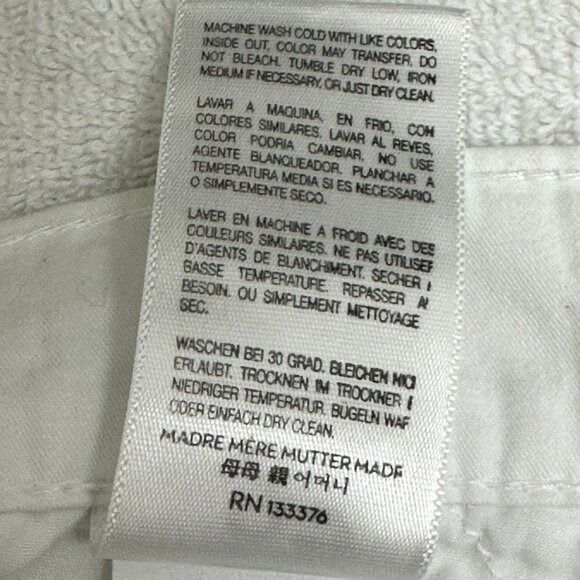 MACHINE WASH COLD WITH LIKE COLORS,
INSIDE OUT, COLOR MAY TRANSFER. DO
NOT BLEACH. TUMBLE DRY LOW, IRON
MEDIUM IF NECESSARY, OR JUST DRY CLEAN.
LAVAR A MAQUINA, EN FRIO, CON
COLORES SIMILARES. LAVAR AL REVES,
COLOR PODRIA CAMBIAR. NO USE
AGENTE BLANQUEADOR. PLANCHAR A
TEMPERATURA MEDIA SI ES NECESSARIO.
O SIMPLEMENTE SECO.
LAVER EN MACHINE A FROID AVEC DES
COULEURS SIMILAIRES. NE PAS UTILISER
D'AGENTS DE BLANCHIMENT. SECHER
BASSE TEMPERATURE. REPASSER
BESOIN. OU SIMPLEMENT METTOYAGE
SEC.
WASCHEN BEI 30 GRAD. BLEICHEN
ERLAUBT. TROCKNEN IM TROCKNER
NIEDRIGER TEMPERATUR. BÜGELN
ODER EINFACH DRY CLEAN.
MADRE MÈRE MUTTER MADR
母母 親 어머니
RN 133376